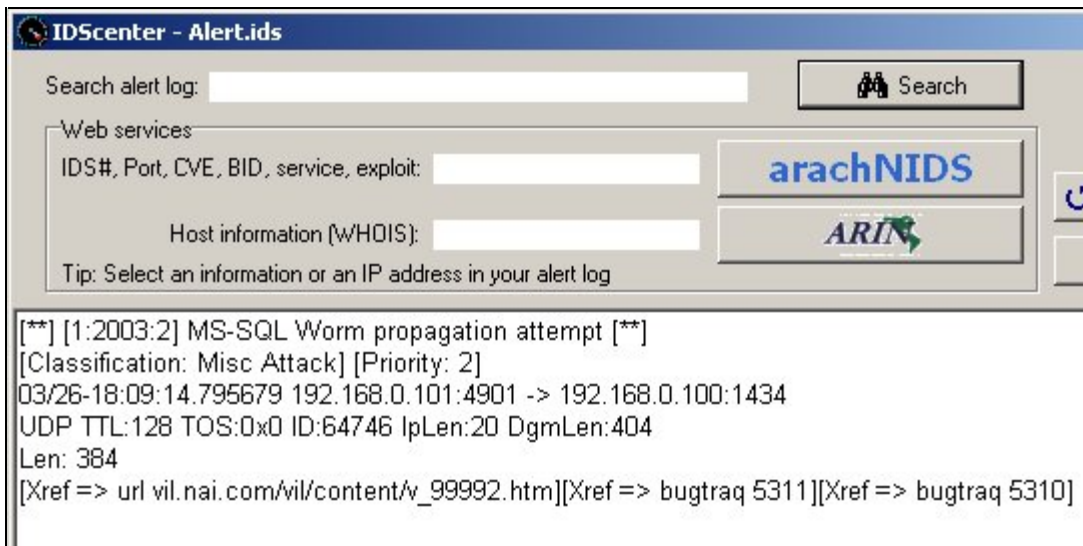 IDScenter - Alert.ids
Search alert log:
Search
Web services
IDS#, Port, CVE, BID, service, exploit:
arachNIDS
Host information (WHOIS):
ARIN
Tip: Select an information or an IP address in your alert log
[**] [1:2003:2] MS-SQL Worm propagation attempt [**]
[Classification: Misc Attack] [Priority: 2]
03/26-18:09:14.795679 192.168.0.101:4901 -> 192.168.0.100:1434
UDP TTL:128 TOS:0x0 ID:64746 IpLen:20 DgmLen:404
Len: 384
[Xref => url vil.nai.com/vil/content/v_99992.htm][Xref => bugtraq 5311][Xref => bugtraq 5310]